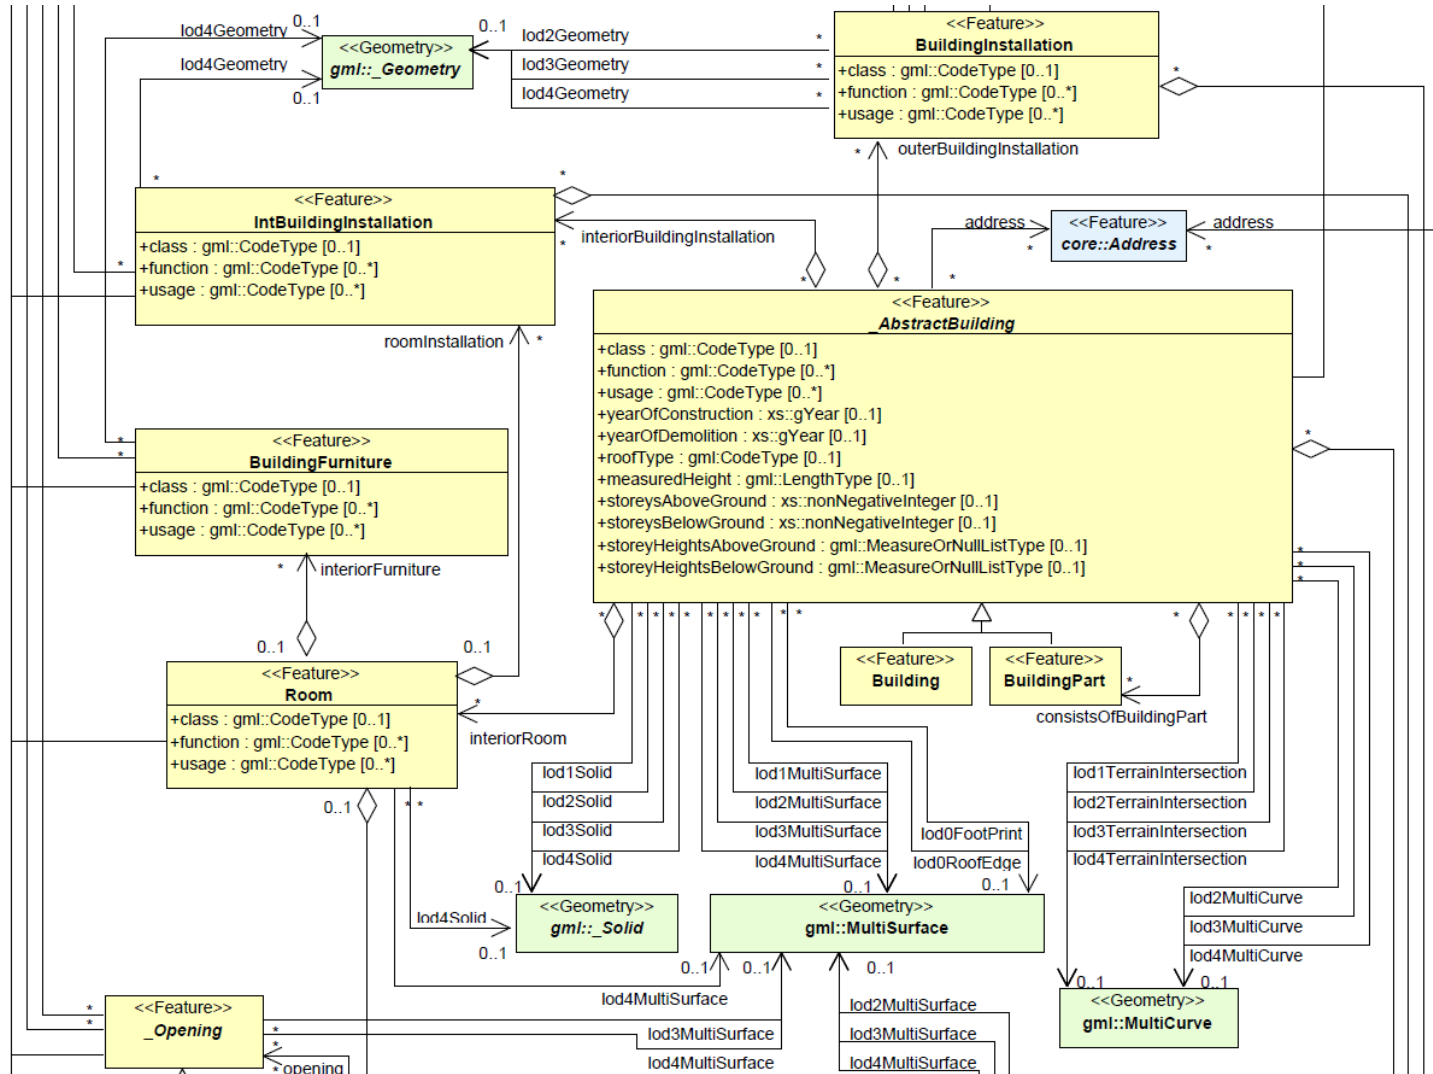 lod4Geometry
0..1
<<Geometry>>
gml::_Geometry
lod4Geometry
0..1
0..1
lod2Geometry
*
lod3Geometry
*
lod4Geometry
*
<<Feature>>
BuildingInstallation
+class : gml::CodeType [0..1]
+function : gml::CodeType [0..*]
+usage : gml::CodeType [0..*]
*
* outerBuildingInstallation
*
*
<<Feature>>
IntBuildingInstallation
+class : gml::CodeType [0..1]
+function : gml::CodeType [0..*]
+usage : gml::CodeType [0..*]
*
* interiorBuildingInstallation
address
*
<<Feature>>
core::Address
address
*
* * *
roomInstallation *
<<Feature>>
_AbstractBuilding
+class : gml::CodeType [0..1]
+function : gml::CodeType [0..*]
+usage : gml::CodeType [0..*]
+yearOfConstruction : xs::gYear [0..1]
+yearOfDemolition : xs::gYear [0..1]
+roofType : gml:CodeType [0..1]
+measuredHeight : gml::LengthType [0..1]
+storeysAboveGround : xs::nonNegativeInteger [0..1]
+storeysBelowGround : xs::nonNegativeInteger [0..1]
+storeyHeightsAboveGround : gml::MeasureOrNullListType [0..1]
+storeyHeightsBelowGround : gml::MeasureOrNullListType [0..1]
*
*
*
*
*
*
<<Feature>>
BuildingFurniture
+class : gml::CodeType [0..1]
+function : gml::CodeType [0..*]
+usage : gml::CodeType [0..*]
* interiorFurniture
0..1
0..1
* * * * * * * * * * * * * * * *
<<Feature>>
Building
<<Feature>>
BuildingPart
*
consistsOfBuildingPart
<<Feature>>
Room
+class : gml::CodeType [0..1]
+function : gml::CodeType [0..*]
+usage : gml::CodeType [0..*]
*
interiorRoom
0..1
* *
lod1Solid
lod2Solid
lod3Solid
lod4Solid
0..1
lod1MultiSurface
lod2MultiSurface
lod3MultiSurface
lod4MultiSurface
0..1
lod0FootPrint
lod0RoofEdge
0..1
lod1TerrainIntersection
lod2TerrainIntersection
lod3TerrainIntersection
lod4TerrainIntersection
0..1
lod2MultiCurve
lod3MultiCurve
lod4MultiCurve
0..1
lod4Solid
0..1
<<Geometry>>
gml::_Solid
<<Geometry>>
gml::MultiSurface
<<Geometry>>
gml::MultiCurve
0..1
0..1
0..1
lod4MultiSurface
*
*
<<Feature>>
_Opening
*
*
*opening
lod3MultiSurface
lod4MultiSurface
lod2MultiSurface
lod3MultiSurface
lod4MultiSurface